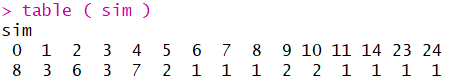 > table ( sim )
sim
0 1 2 3 4 5 6 7 8 9 10 11 14 23 24
8 3 6 3 7 2 1 1 1 2 2 1 1 1 1